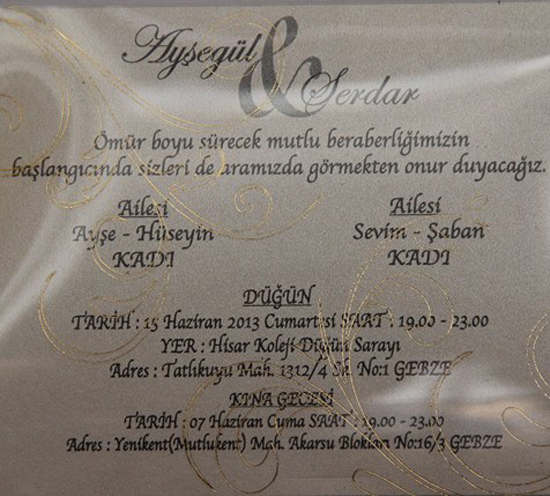 Ayşegül & Serdar
Ömür boyu sürecek mutlu beraberliğimizin
başlangıcında sizleri de aramızda görmekten onur duyacağız.
Ailesi
Ayşe - Hüseyin
KADI
Ailesi
Sevim - Şaban
KADI
DÜĞÜN
TARİH : 15 Haziran 2013 Cumartesi SAAT : 19.00 - 23.00
YER : Hisar Koleji Düğün Sarayı
Adres : Tatlıkuyu Mah. 1312/4 Sk. No:1 GEBZE
KINA GECESİ
TARİH : 07 Haziran Cuma SAAT : 19.00 - 23.00
Adres : Yenikent(Mutlukent) Mah. Akarsu Blokları No:16/3 GEBZE